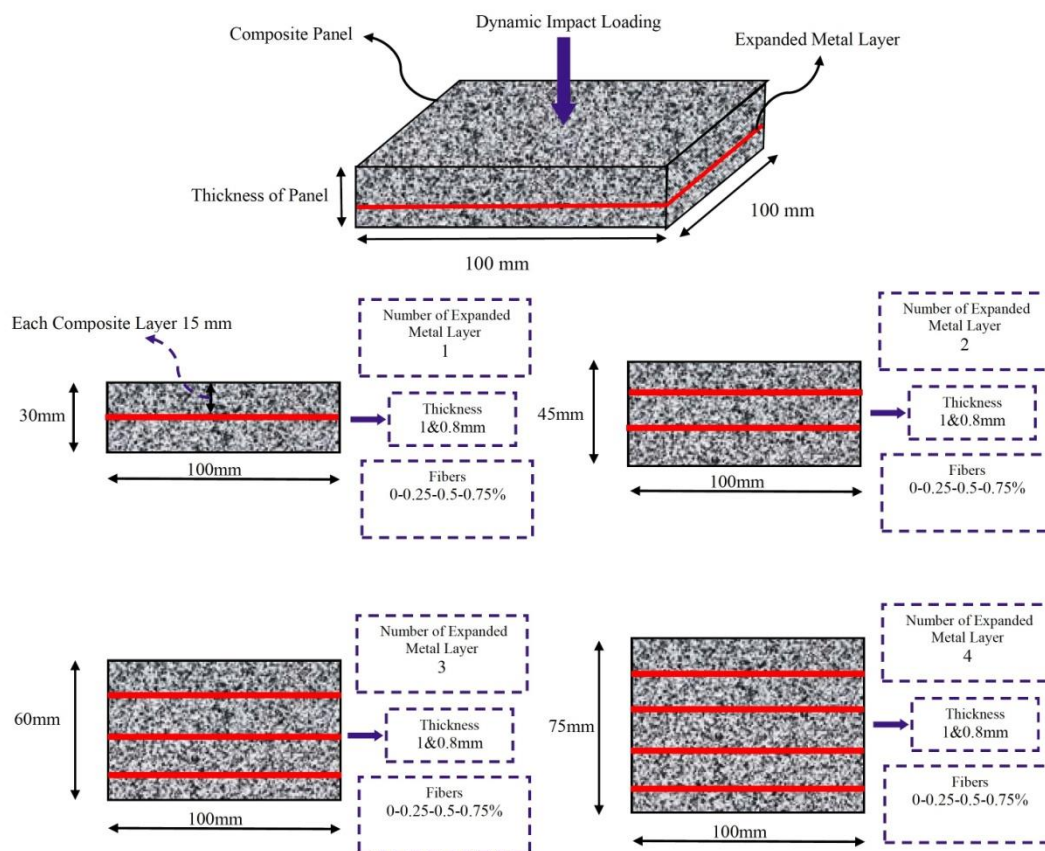 Dynamic Impact Loading
Composite Panel
Expanded Metal Layer
Thickness of Panel
100 mm
100 mm
Each Composite Layer 15 mm
30mm
100mm
Number of Expanded
Metal Layer
1
Thickness
1&0.8mm
Fibers
0-0.25-0.5-0.75%
45mm
100mm
Number of Expanded
Metal Layer
2
Thickness
1&0.8mm
Fibers
0-0.25-0.5-0.75%
60mm
100mm
Number of Expanded
Metal Layer
3
Thickness
1&0.8mm
Fibers
0-0.25-0.5-0.75%
75mm
100mm
Number of Expanded
Metal Layer
4
Thickness
1&0.8mm
Fibers
0-0.25-0.5-0.75%